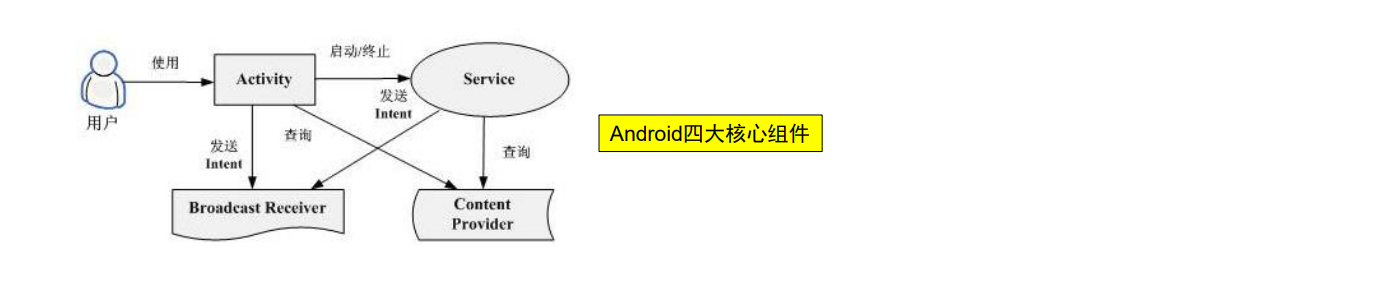 启动/终止
使用
Activity
Service
发送
Intent
用户
Android四大核心组件
查询
发送
Intent
查询
Broadcast Receiver
Content
Provider